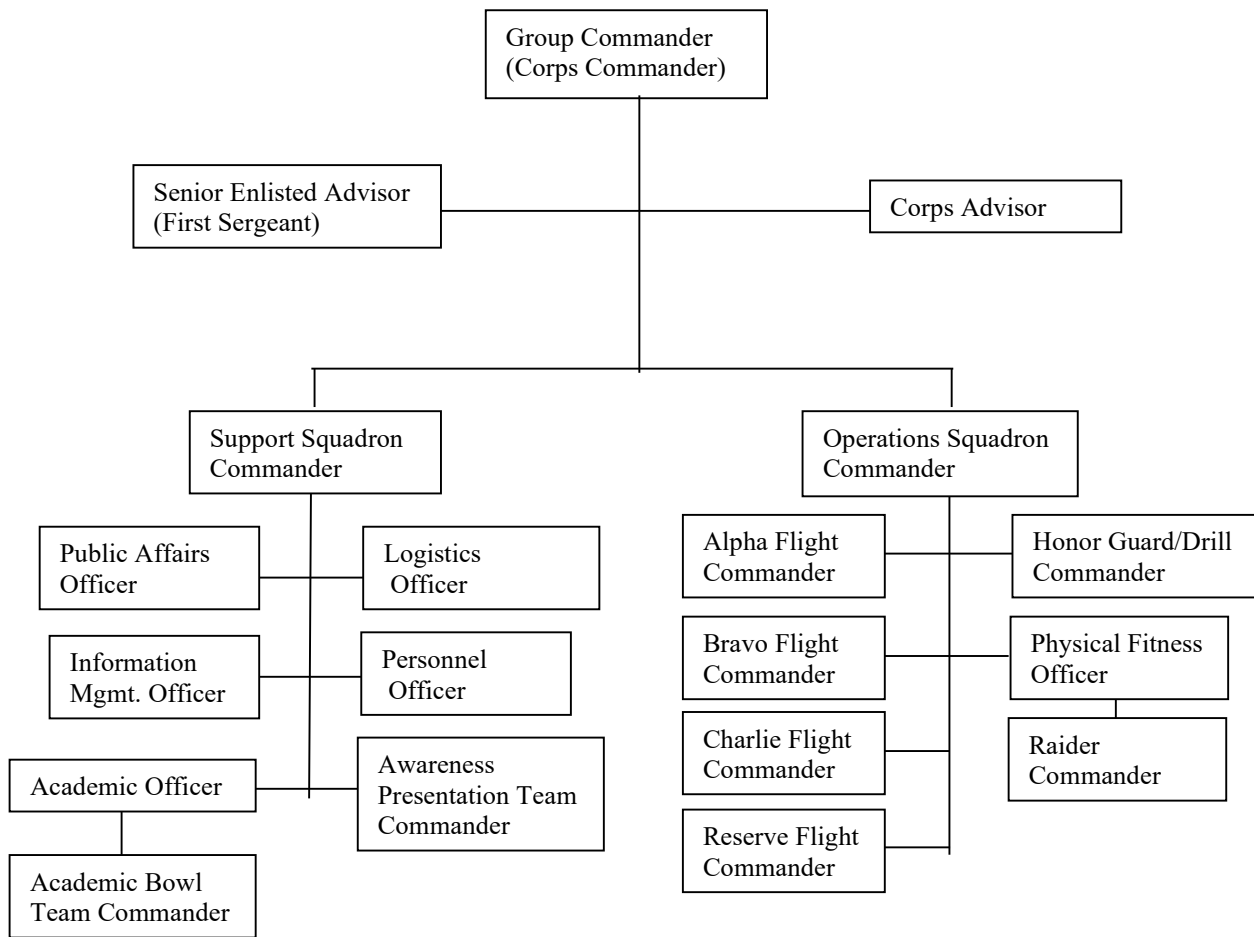 Group Commander
(Corps Commander)
Senior Enlisted Advisor
(First Sergeant)
Corps Advisor
Support Squadron
Commander
Operations Squadron
Commander
Public Affairs
Officer
Logistics
Officer
Information
Mgmt. Officer
Personnel
Officer
Academic Officer
Awareness
Presentation Team
Commander
Academic Bowl
Team Commander
Alpha Flight
Commander
Honor Guard/Drill
Commander
Bravo Flight
Commander
Physical Fitness
Officer
Charlie Flight
Commander
Raider
Commander
Reserve Flight
Commander